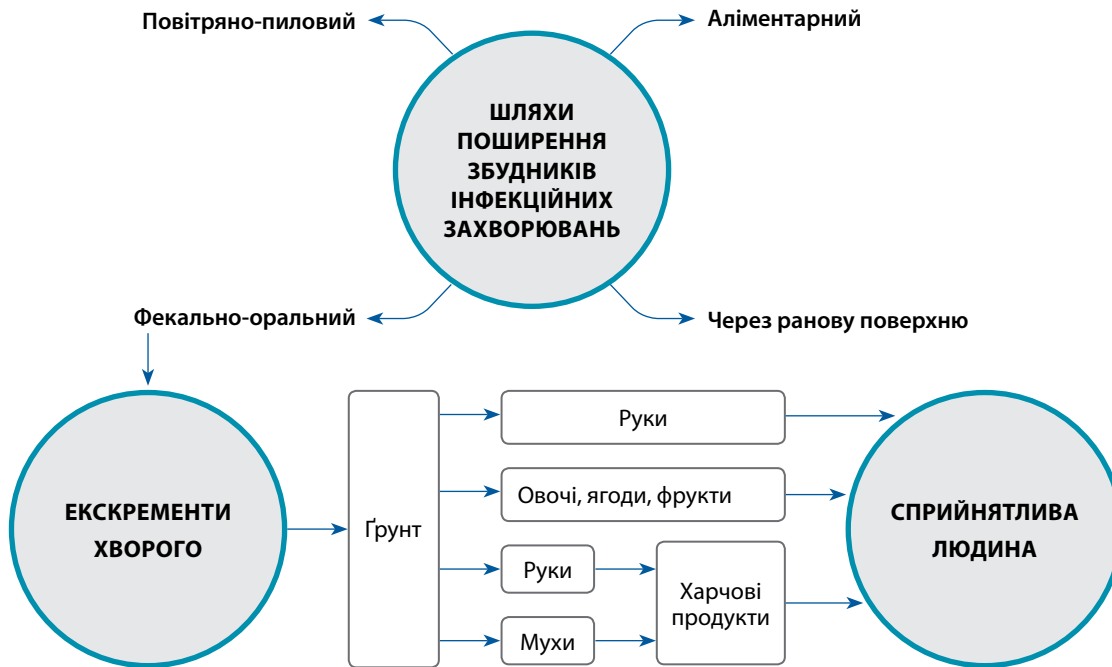 Повітряно-пиловий
Аліментарний
ШЛЯХИ
ПОШИРЕННЯ
ЗБУДНИКІВ
ІНФЕКЦІЙНИХ
ЗАХВОРЮВАНЬ
Фекально-оральний
Через ранову поверхню
ЕКСКРЕМЕНТИ
ХВОРОГО
Ґрунт
Руки
Овочі, ягоди, фрукти
Руки
Мухи
Харчові
продукти
СПРИЙНЯТЛИВА
ЛЮДИНА